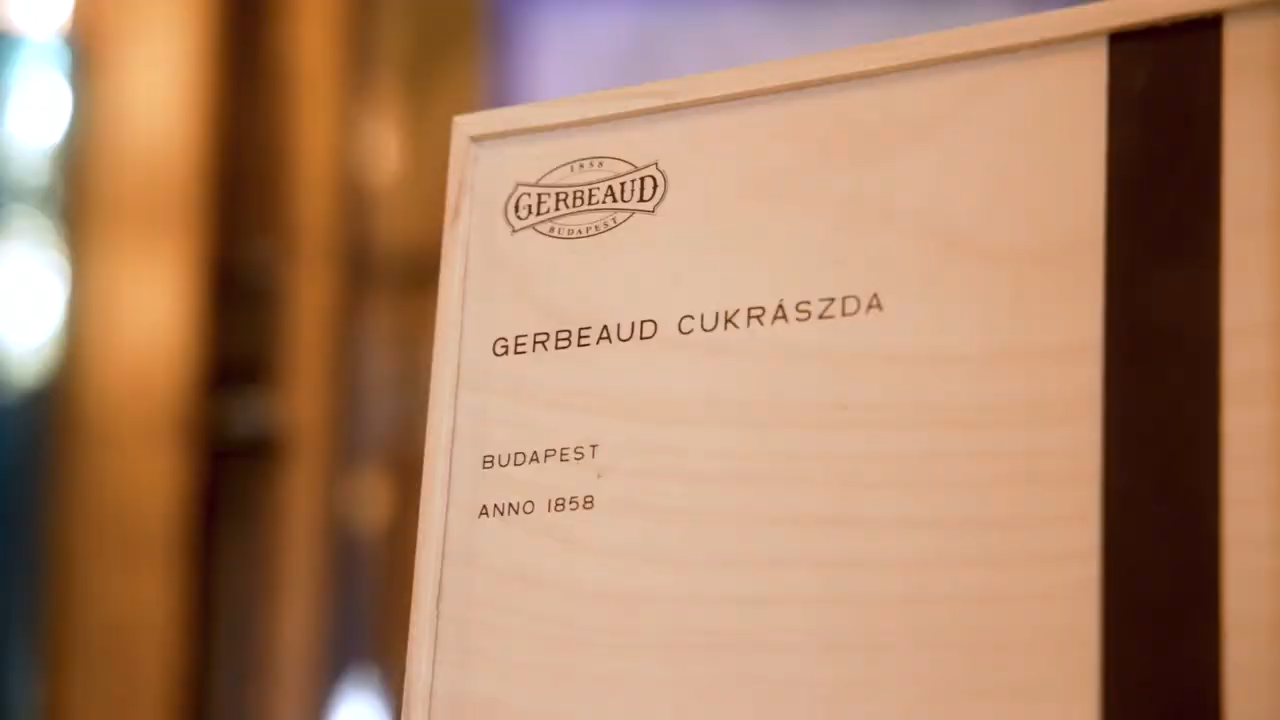 1858
GERBEAUD
BUDAPEST
GERBEAUD CUKRÁSZDA
BUDAPEST
ANNO 1858